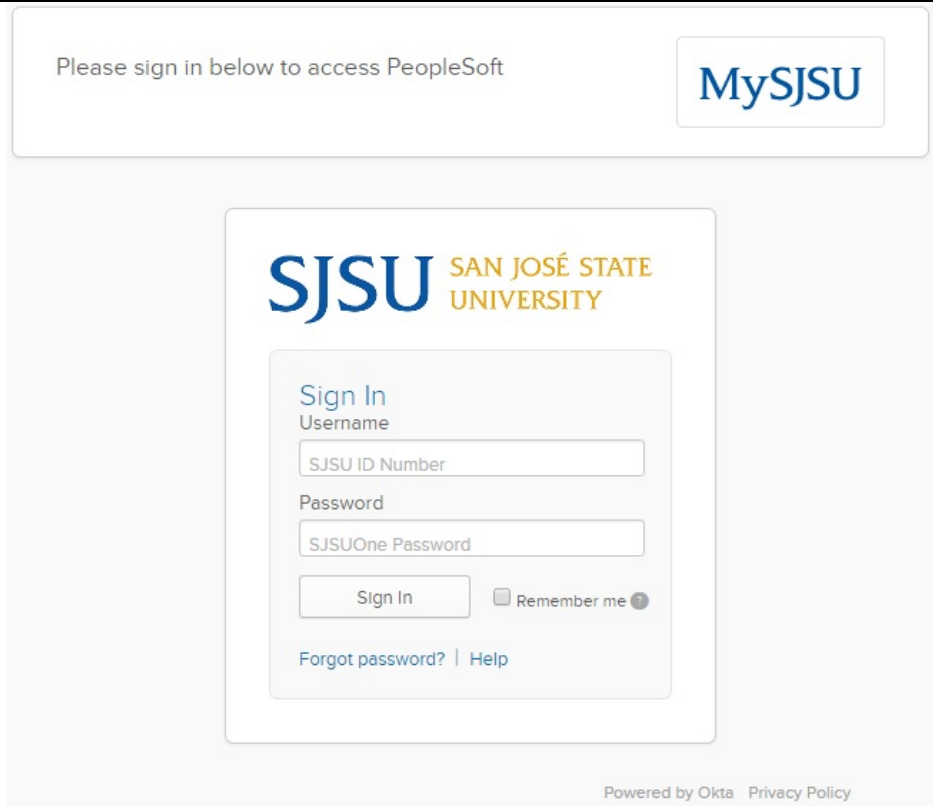 Please sign in below to access PeopleSoft
MySJSU
SJSU SAN JOSÉ STATE
UNIVERSITY
Sign In
Username
SJSU ID Number
Password
SJSUOne Password
Sign In Remember me ?
Forgot password? | Help
Powered by Okta Privacy Policy